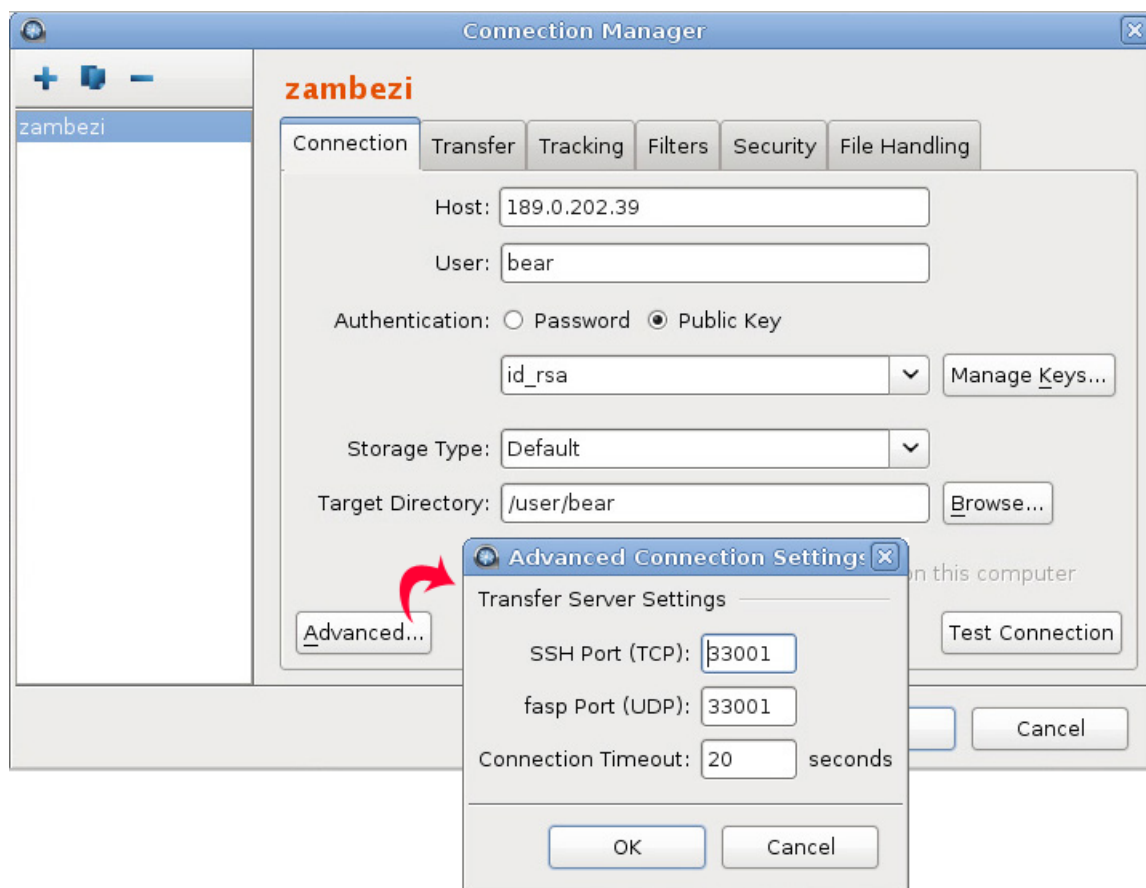 Connection Manager
zambezi
zambezi
Connection Transfer Tracking Filters Security File Handling
Host: 189.0.202.39
User: bear
Authentication: Password Public Key
id_rsa Manage Keys...
Storage Type: Default
Target Directory: /user/bear Browse...
Advanced Connection Settings
on this computer
Transfer Server Settings
Advanced... Test Connection
SSH Port (TCP): 33001
fasp Port (UDP): 33001
Cancel
Connection Timeout: 20 seconds
OK Cancel